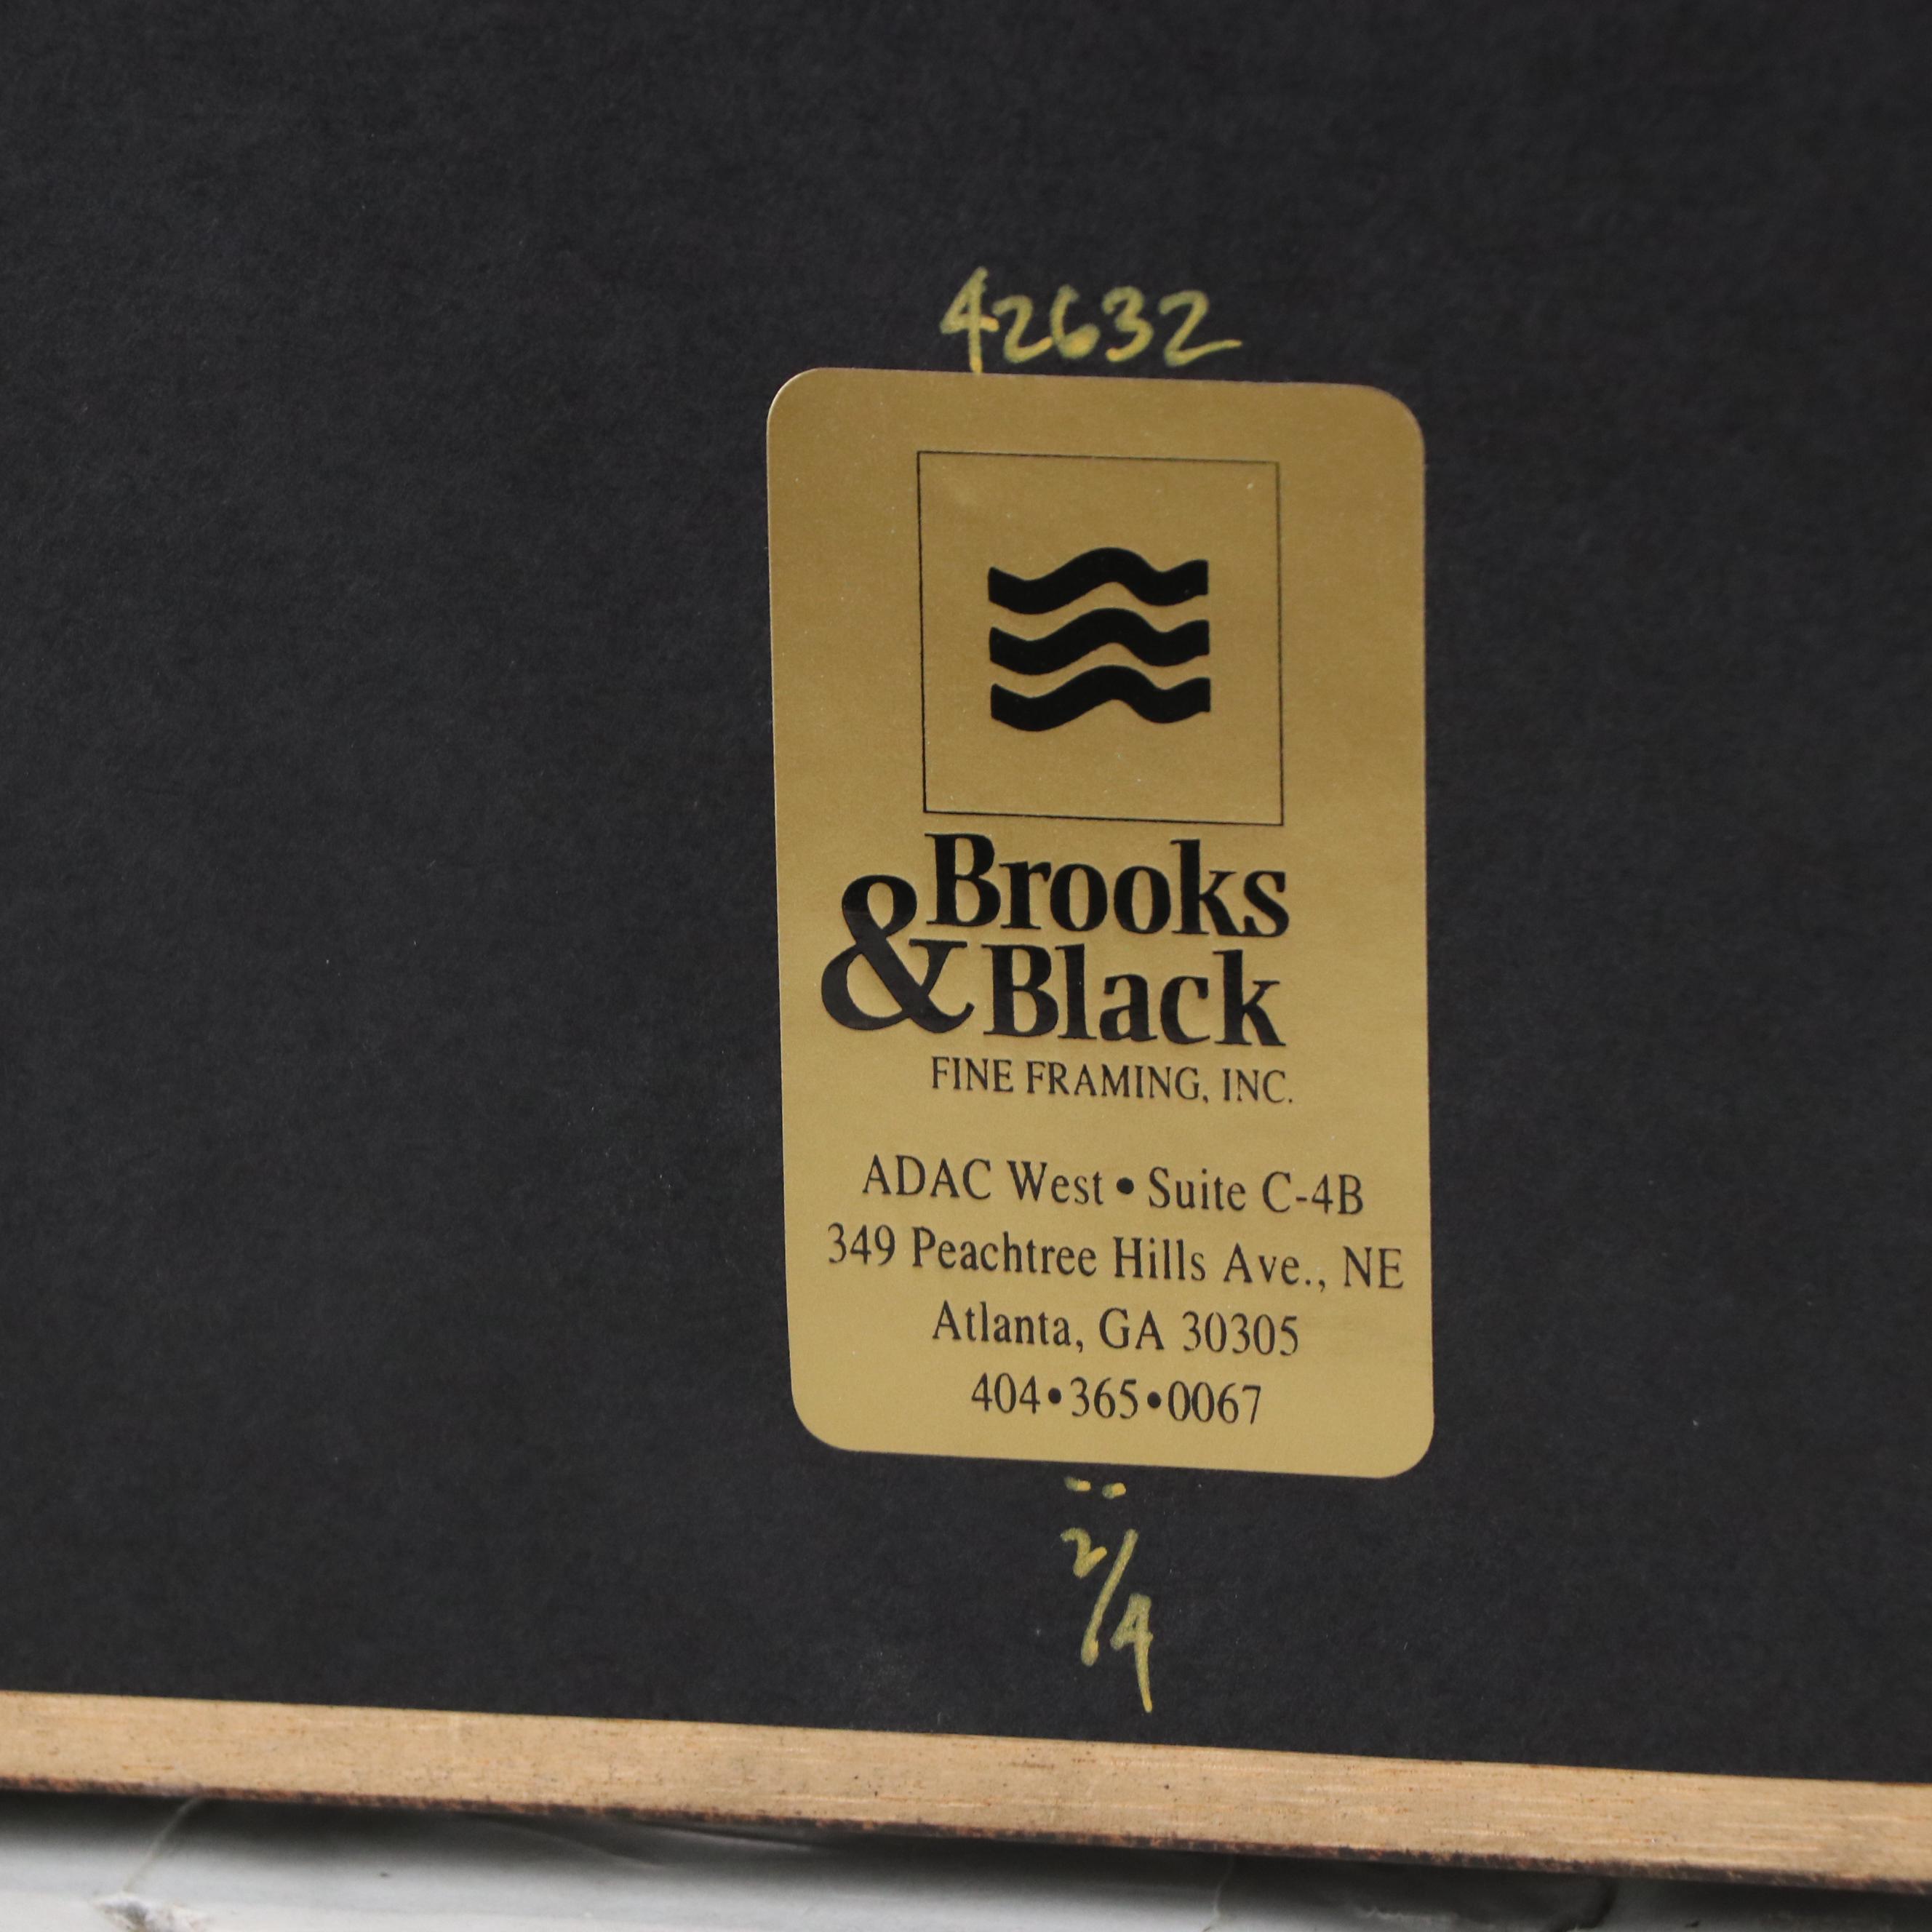 42632
Brooks
& Black
FINE FRAMING, INC.
ADAC West • Suite C-4B
349 Peachtree Hills Ave., NE
Atlanta, GA 30305
404•365•0067
2/4